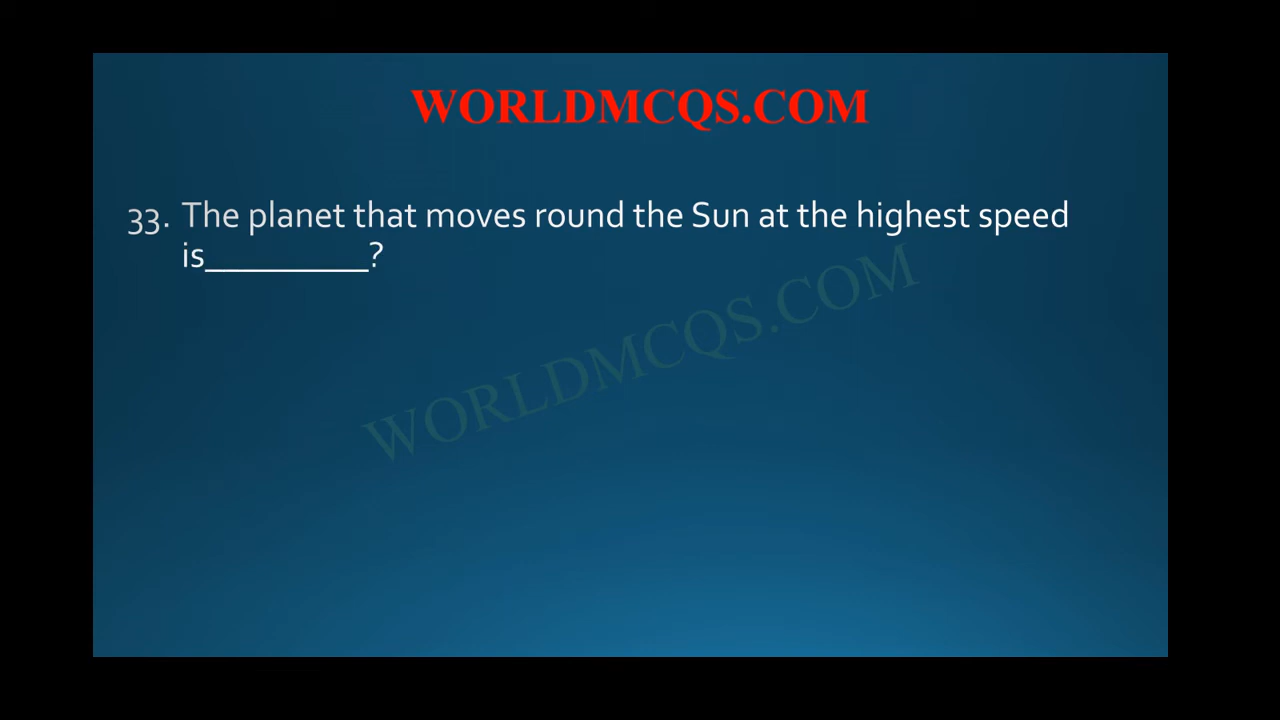 WORLDMCQS.COM
33. The planet that moves round the Sun at the highest speed
is__________?
WORLDMCQS.COM